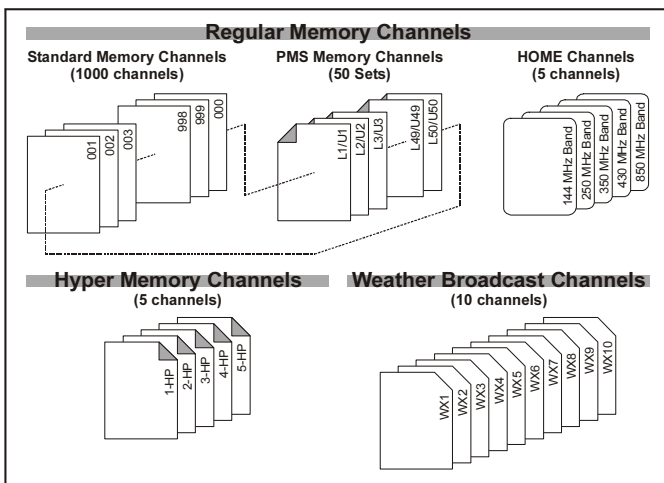 Regular Memory Channels
Standard Memory Channels
(1000 channels)
001
002
003
998
999
000
PMS Memory Channels
(50 Sets)
L1/U1
L2/U2
L3/U3
L49/U49
L50/U50
HOME Channels
(5 channels)
144 MHz Band
250 MHz Band
350 MHz Band
430 MHz Band
850 MHz Band
Hyper Memory Channels
(5 channels)
1-HP
2-HP
3-HP
4-HP
5-HP
Weather Broadcast Channels
(10 channels)
WX1
WX2
WX3
WX4
WX5
WX6
WX7
WX8
WX9
WX10